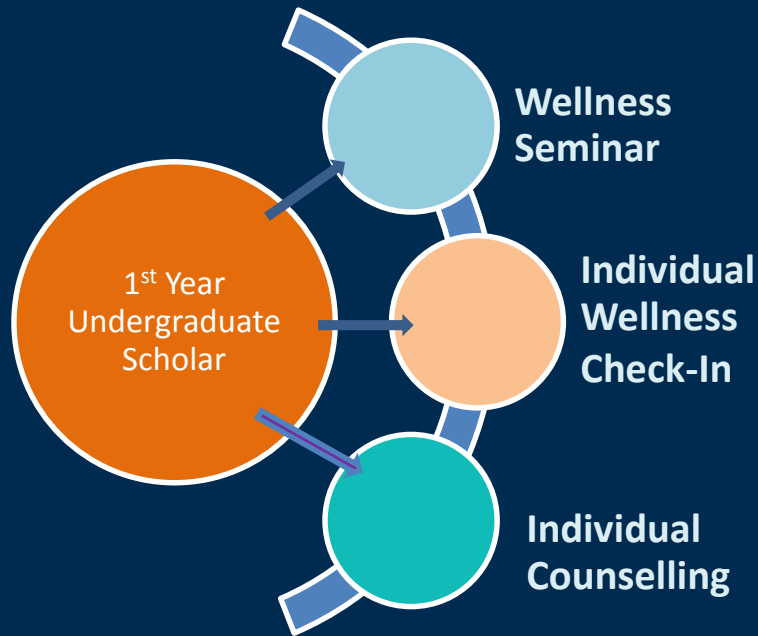 Wellness
Seminar
1st Year
Undergraduate
Scholar
Individual
Wellness
Check-In
Individual
Counselling